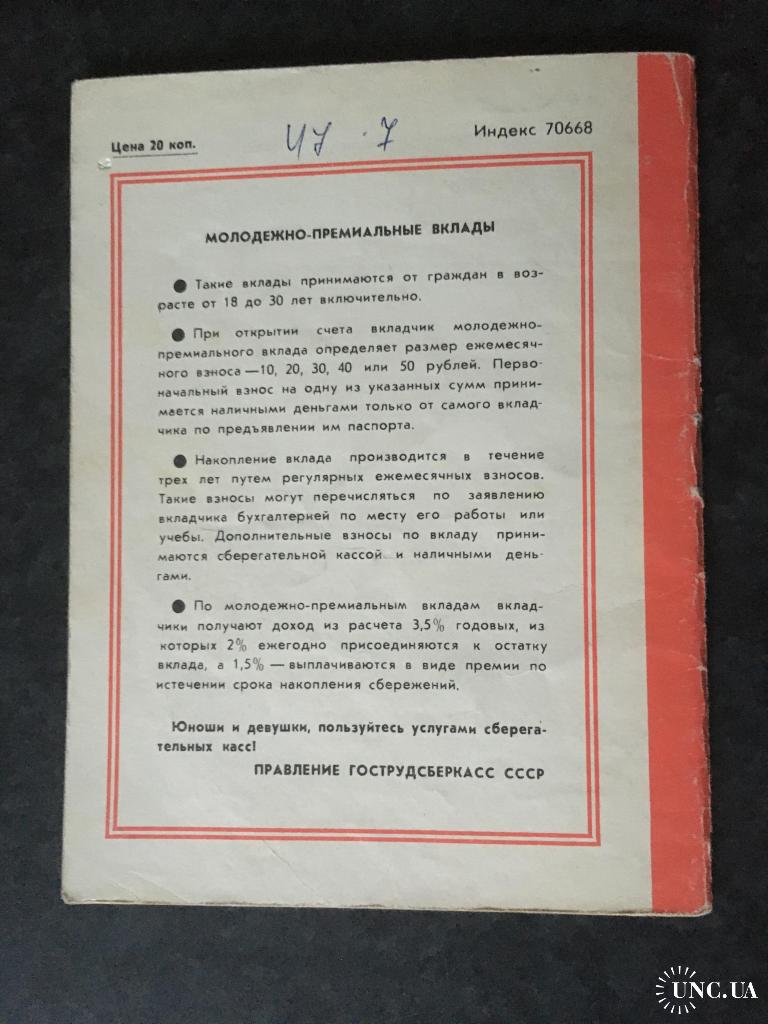 Цена 20 коп.
Индекс 70668
МОЛОДЕЖНО-ПРЕМИАЛЬНЫЕ ВКЛАДЫ
● Такие вклады принимаются от граждан в воз-
расте от 18 до 30 лет включительно.
● При открытии счета вкладчик молодежно-
премиального вклада определяет размер ежемесяч-
ного взноса—10, 20, 30, 40 или 50 рублей. Перво-
начальный взнос на одну из указанных сумм прини-
мается наличными деньгами только от самого вклад-
чика по предъявлении им паспорта.
● Накопление вклада производится в течение
трех лет путем регулярных ежемесячных взносов.
Такие взносы могут перечисляться по заявлению
вкладчика бухгалтерией по месту его работы или
учебы. Дополнительные взносы по вкладу прини-
маются сберегательной кассой и наличными день-
гами.
● По молодежно-премиальным вкладам вклад-
чики получают доход из расчета 3,5% годовых, из
которых 2% ежегодно присоединяются к остатку
вклада, а 1,5% — выплачиваются в виде премии по
истечении срока накопления сбережений.
Юноши и девушки, пользуйтесь услугами сберега-
тельных касс!
ПРАВЛЕНИЕ ГОСТРУДСБЕРКАСС СССР
UNC.UA